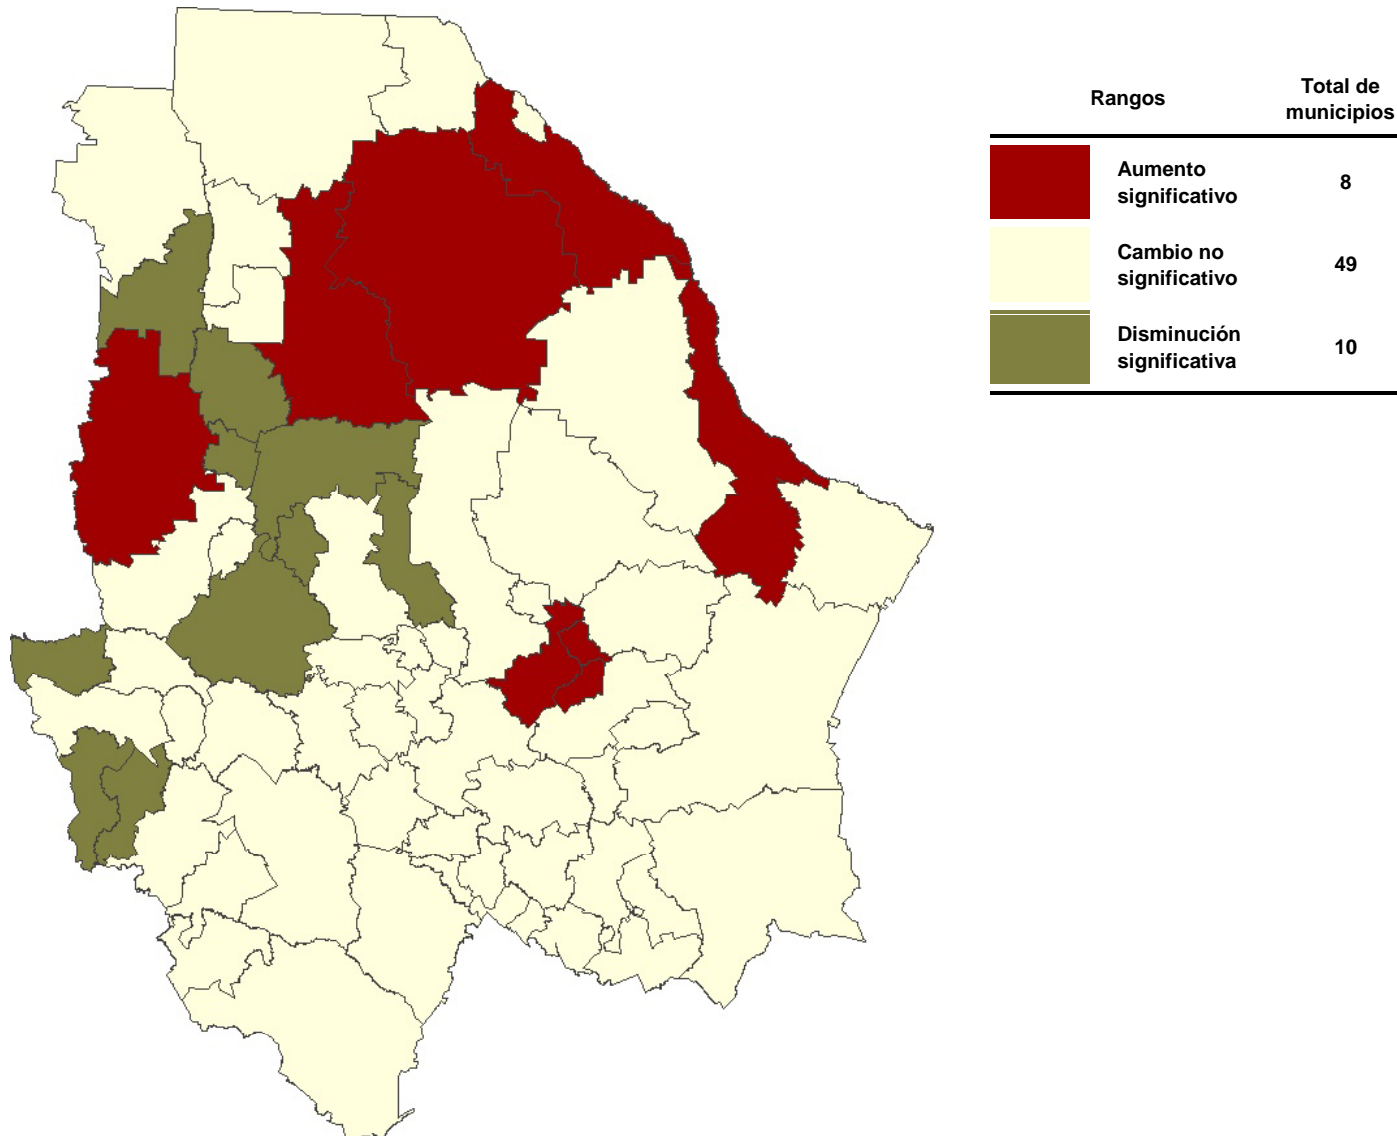 Rangos
Total de
municipios
Aumento
significativo
8
Cambio no
significativo
49
Disminución
significativa
10